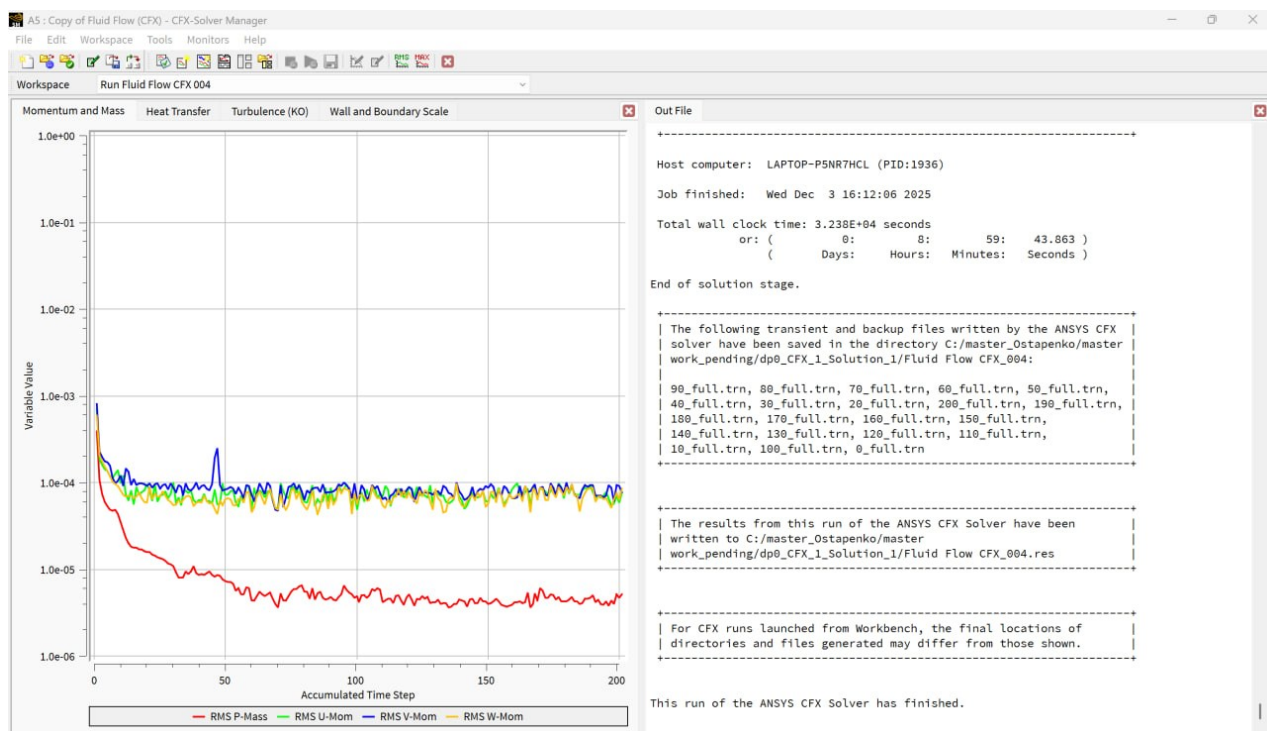 A5 : Copy of Fluid Flow (CFX) - CFX-Solver Manager
File Edit Workspace Tools Monitors Help
RMS MAX
Workspace Run Fluid Flow CFX 004
Momentum and Mass Heat Transfer Turbulence (KO) Wall and Boundary Scale
1.0e+00
1.0e-01
1.0e-02
1.0e-03
1.0e-04
1.0e-05
1.0e-06
Variable Value
0 50 100 150 200
Accumulated Time Step
RMS P-Mass RMS U-Mom RMS V-Mom RMS W-Mom
Out File
+--------------------------------------------------------------------+
Host computer: LAPTOP-P5NR7HCL (PID:1936)
Job finished: Wed Dec 3 16:12:06 2025
Total wall clock time: 3.238E+04 seconds
or: ( 0: 8: 59: 43.863 )
( Days: Hours: Minutes: Seconds )
End of solution stage.
+--------------------------------------------------------------------+
| The following transient and backup files written by the ANSYS CFX |
| solver have been saved in the directory C:/master_Ostapenko/master |
| work_pending/dp0_CFX_1_Solution_1/Fluid Flow CFX_004: |
| |
| 90_full.trn, 80_full.trn, 70_full.trn, 60_full.trn, 50_full.trn, |
| 40_full.trn, 30_full.trn, 20_full.trn, 200_full.trn, 190_full.trn, |
| 180_full.trn, 170_full.trn, 160_full.trn, 150_full.trn, |
| 140_full.trn, 130_full.trn, 120_full.trn, 110_full.trn, |
| 10_full.trn, 100_full.trn, 0_full.trn |
+--------------------------------------------------------------------+
+--------------------------------------------------------------------+
| The results from this run of the ANSYS CFX Solver have been |
| written to C:/master_Ostapenko/master |
| work_pending/dp0_CFX_1_Solution_1/Fluid Flow CFX_004.res |
+--------------------------------------------------------------------+
+--------------------------------------------------------------------+
| For CFX runs launched from Workbench, the final locations of |
| directories and files generated may differ from those shown. |
+--------------------------------------------------------------------+
This run of the ANSYS CFX Solver has finished.